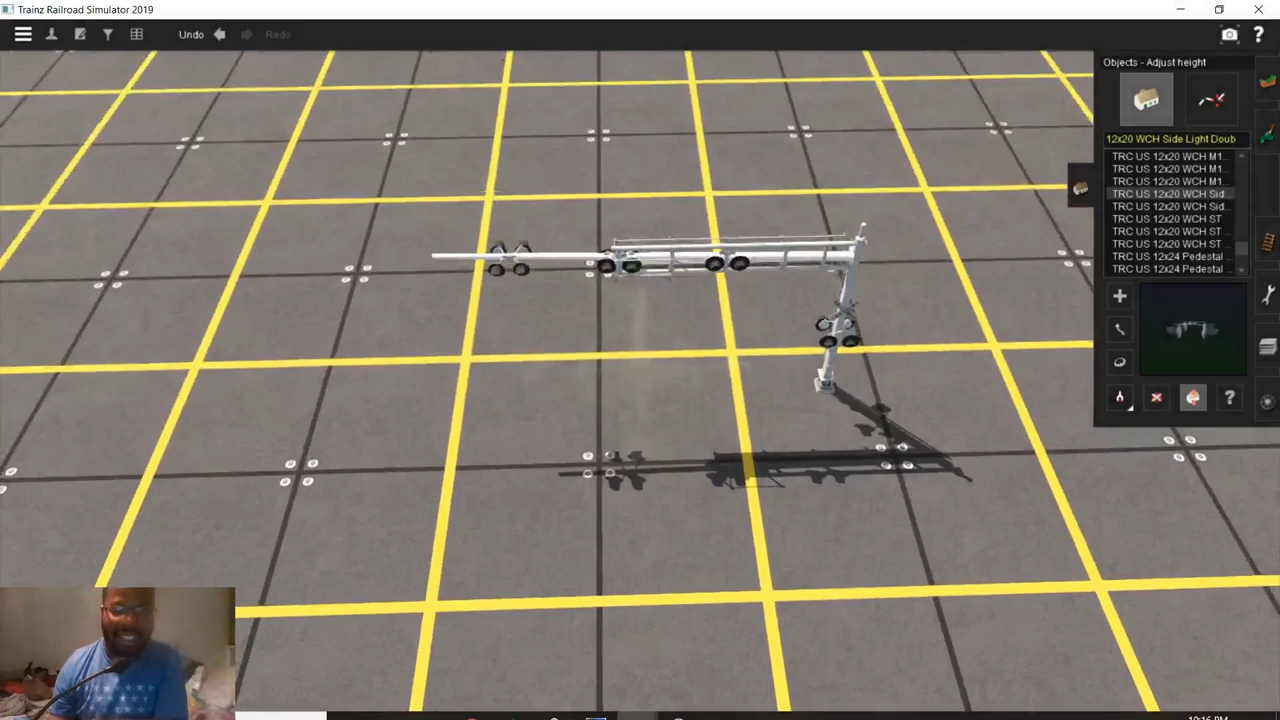 Trainz Railroad Simulator 2019
Undo
Redo
?
Objects - Adjust height
12x20 WCH Side Light Doub
TRC US 12x20 WCH M1...
TRC US 12x20 WCH M1...
TRC US 12x20 WCH M1...
TRC US 12x20 WCH Sid...
TRC US 12x20 WCH Sid...
TRC US 12x20 WCH ST
TRC US 12x20 WCH ST ...
TRC US 12x20 WCH ST ...
TRC US 12x24 Pedestal ...
TRC US 12x24 Pedestal ...
?
10:16 PM